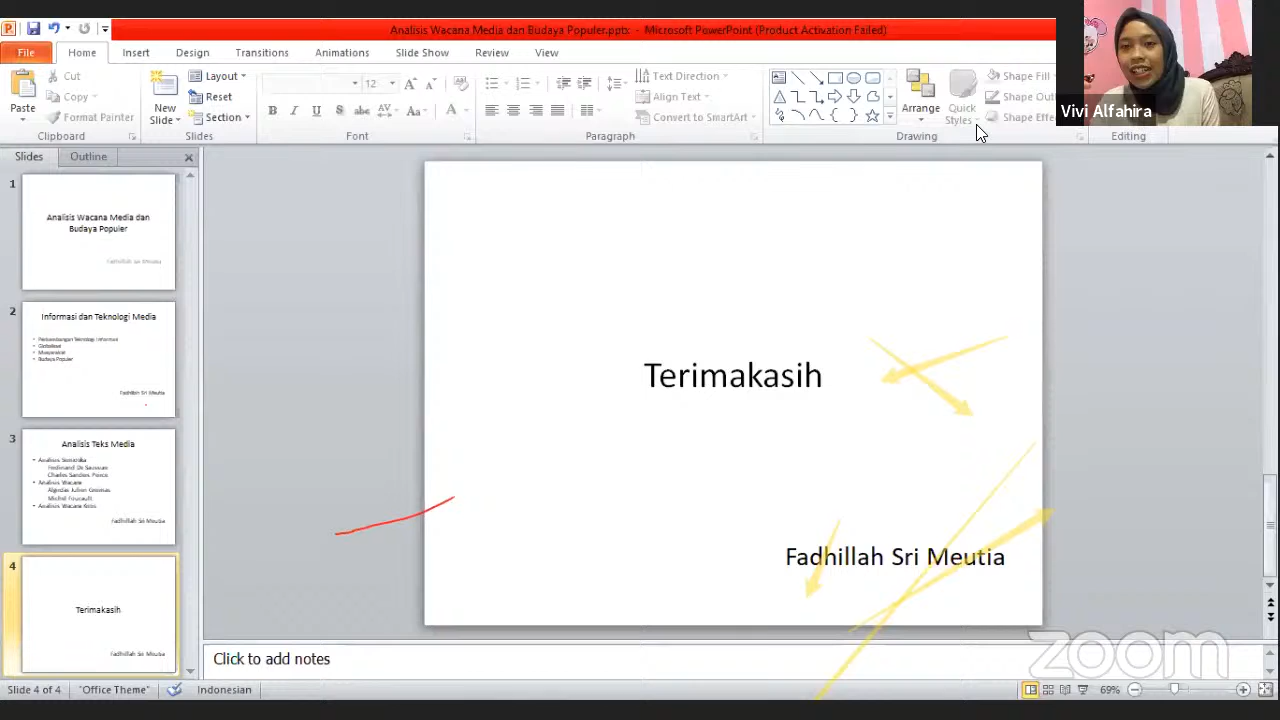 Analisis Wacana Media dan Budaya Populer.pptx - Microsoft PowerPoint (Product Activation Failed)
File Home Insert Design Transitions Animations Slide Show Review View
Paste
Cut
Copy
Format Painter
Clipboard
New Slide
Layout
Reset
Section
Slides
12
Font
Text Direction
Align Text
Convert to SmartArt
Paragraph
Arrange
Quick Styles
Shape Fill
Shape Out
Shape Effe
Drawing
Editing
Vivi Alfahira
Slides Outline
1
Analisis Wacana Media dan
Budaya Populer
Fadhillah Sri Meutia
2
Informasi dan Teknologi Media
• Perkembangan Teknologi Informasi
• Globalisasi
• Masyarakat
• Budaya Populer
Fadhillah Sri Meutia
3
Analisis Teks Media
• Analisis Semiotika
Ferdinand De Saussure
Charles Sanders Peirce
• Analisis Wacana
Algirdas Julien Greimas
Michel Foucault
• Analisis Wacana Kritis
Fadhillah Sri Meutia
4
Terimakasih
Fadhillah Sri Meutia
Terimakasih
Fadhillah Sri Meutia
Click to add notes
zoom
Slide 4 of 4 "Office Theme" Indonesian 69%